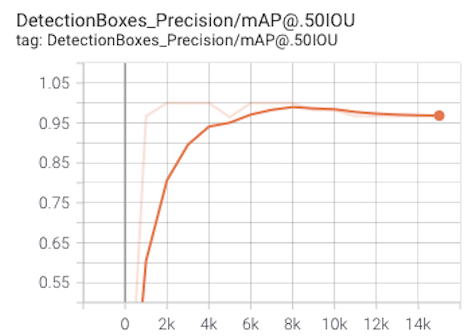 DetectionBoxes_Precision/mAP@.50IOU
tag: DetectionBoxes_Precision/mAP@.50IOU
1.05
0.95
0.85
0.75
0.65
0.55
0 2k 4k 6k 8k 10k 12k 14k